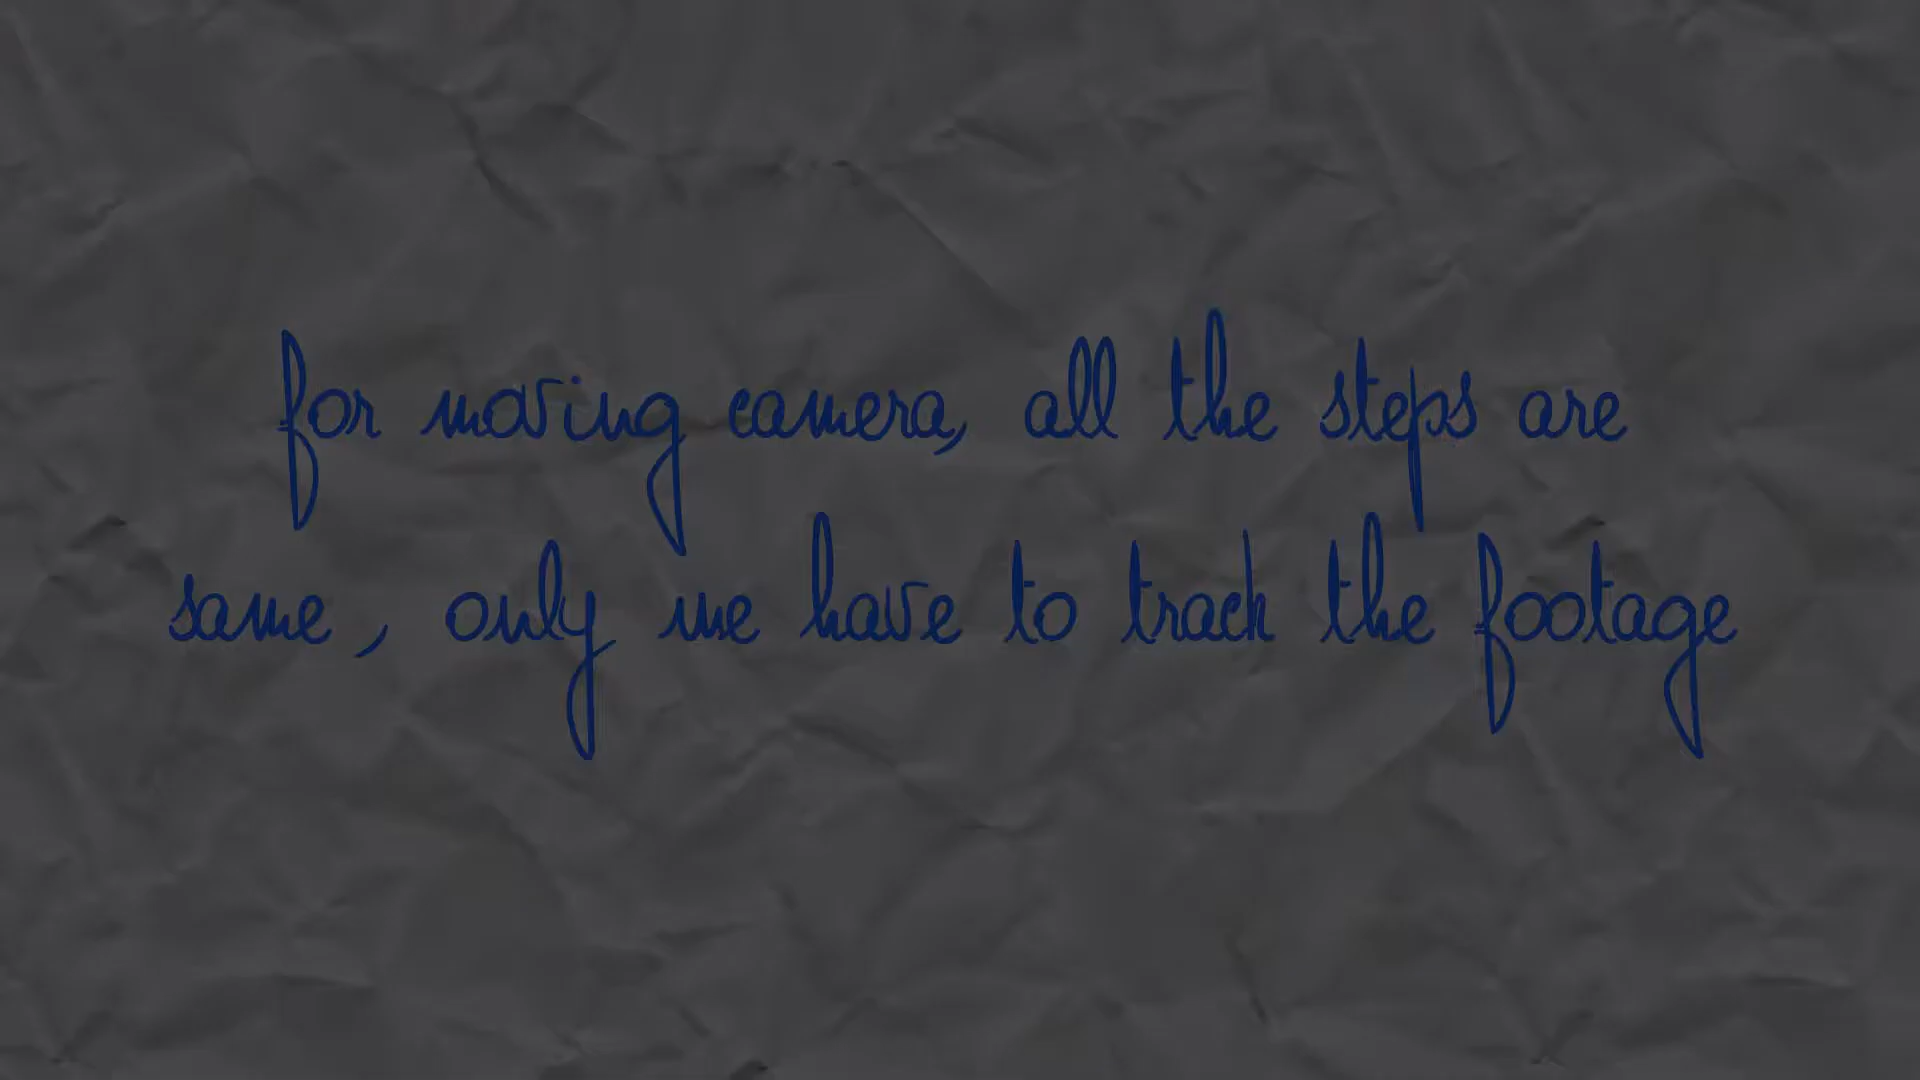 for moving camera, all the steps are
same, only we have to track the footage